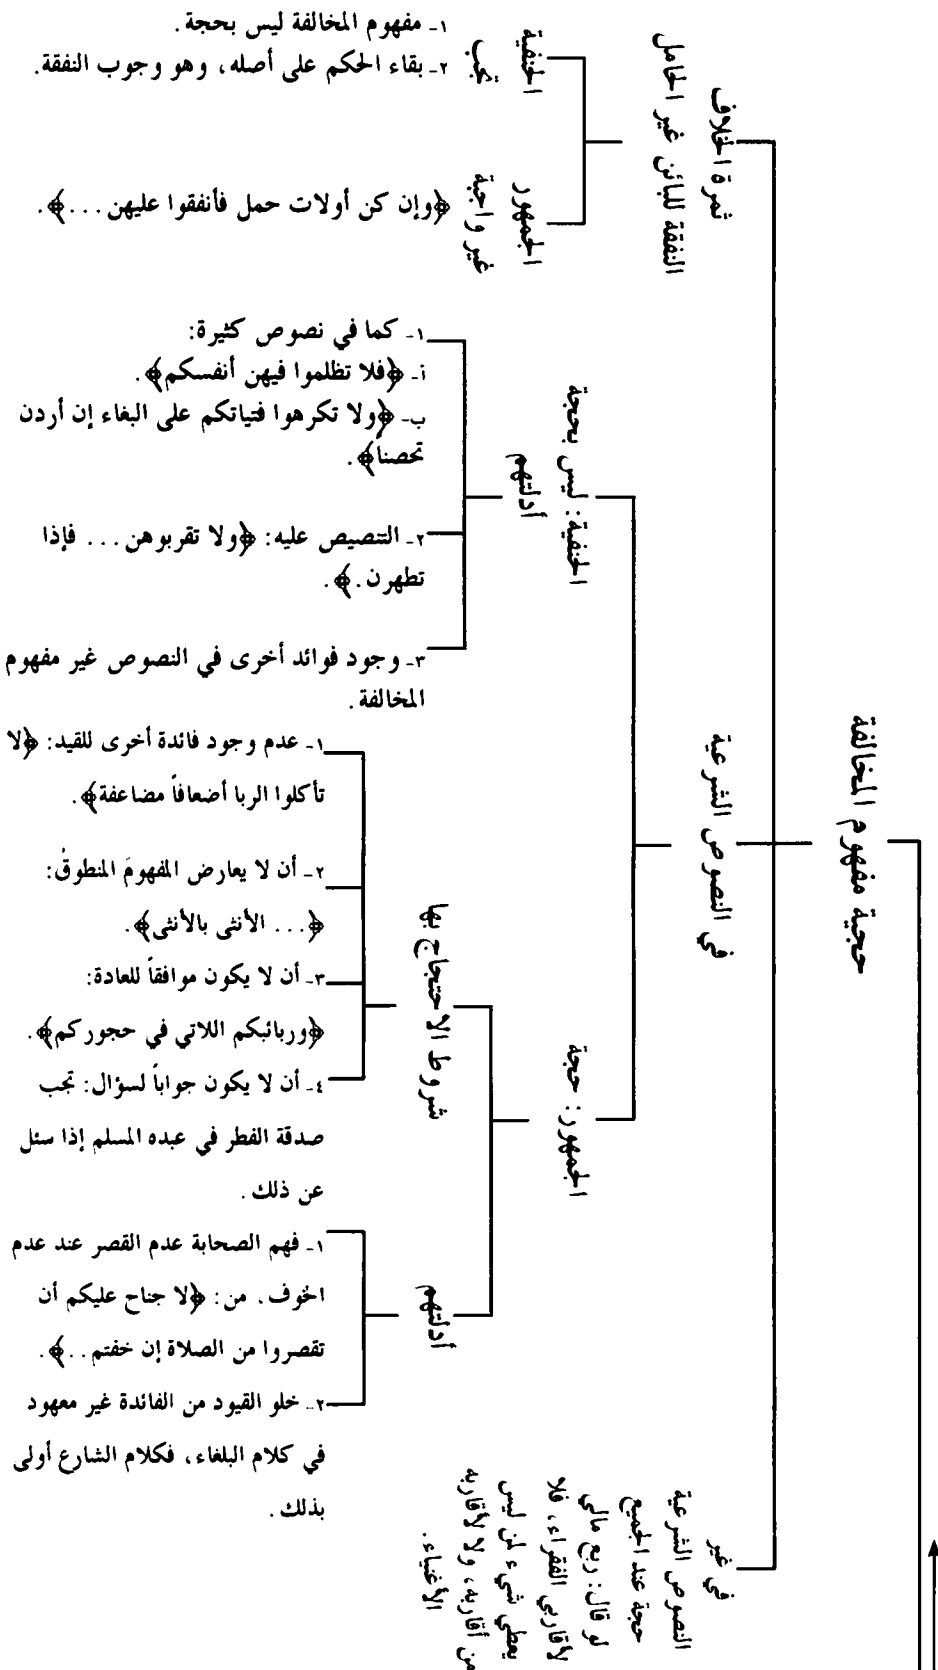 حجية مفهوم المخالفة
في غير
النصوص الشرعية
حجة عند الجميع
لو قال: ربع مالي
لأقاربي الفقراء، فلا
يعطي شيء لمن ليس
من أقاربه، ولا لأقاربه
الأغنياء.
في النصوص الشرعية
الجمهور: حجة
أدلتهم
١- فهم الصحابة عدم القصر عند عدم
الخوف. من: ﴿لا جناح عليكم أن
تقصروا من الصلاة إن خفتم..﴾.
٢- خلو القيود من الفائدة غير معهود
في كلام البلغاء، فكلام الشارع أولى
بذلك.
شروط الاحتجاج بها
١- عدم وجود فائدة أخرى للقيد: ﴿لا
تأكلوا الربا أضعافاً مضاعفة﴾.
٢- أن لا يعارض المفهومَ المنطوقُ:
﴿... الأنثى بالأنثى﴾.
٣- أن لا يكون موافقاً للعادة:
﴿وربائبكم اللاتي في حجوركم﴾.
٤- أن لا يكون جواباً لسؤال: تجب
صدقة الفطر في عبده المسلم إذا سئل
عن ذلك.
الحنفية: ليس بحجة
أدلتهم
١- كما في نصوص كثيرة:
أ- ﴿فلا تظلموا فيهن أنفسكم﴾.
ب- ﴿ولا تكرهوا فتياتكم على البغاء إن أردن
تحصناً﴾.
٢- التنصيص عليه: ﴿ولا تقربوهن... فإذا
تطهرن.﴾.
٣- وجود فوائد أخرى في النصوص غير مفهوم
المخالفة.
ثمرة الخلاف
النفقة للبائن غير الحامل
الجمهور
غير واجبة
﴿وإن كن أولات حمل فأنفقوا عليهن...﴾.
الحنفية
تجب
١- مفهوم المخالفة ليس بحجة.
٢- بقاء الحكم على أصله، وهو وجوب النفقة.